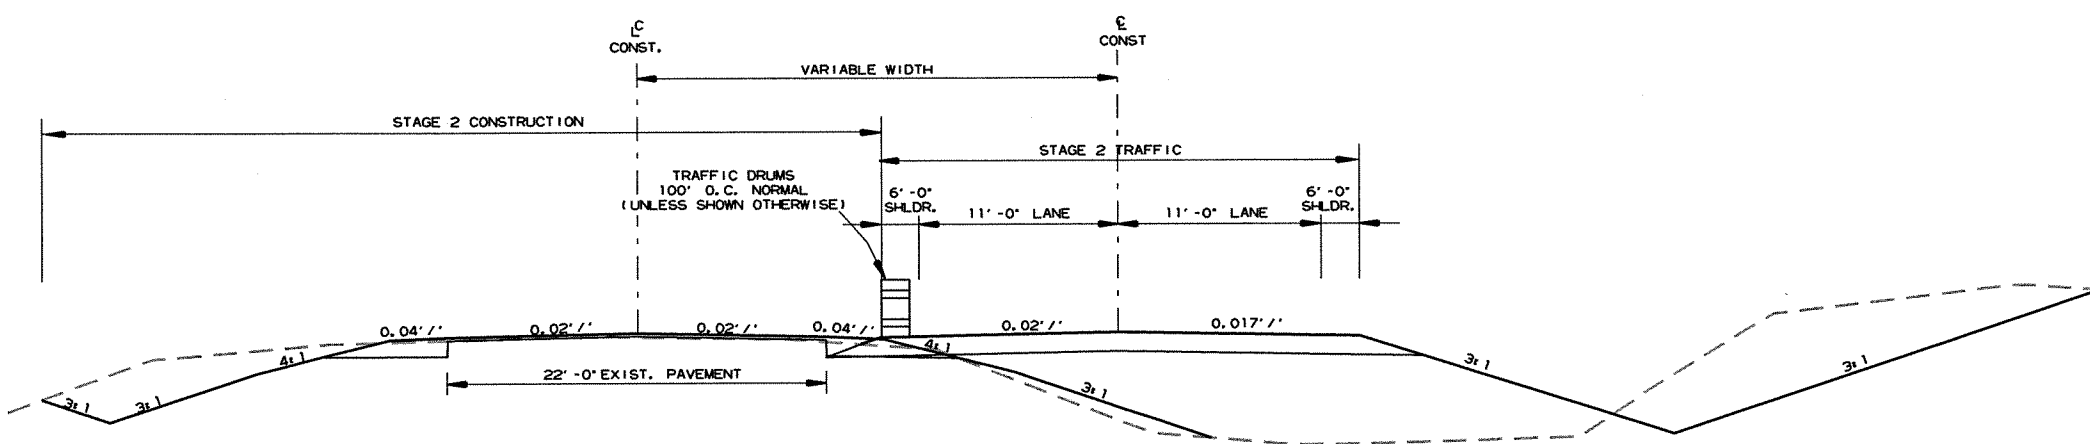 ℄
CONST.
℄
CONST
VARIABLE WIDTH
STAGE 2 CONSTRUCTION
STAGE 2 TRAFFIC
TRAFFIC DRUMS
100' O.C. NORMAL
(UNLESS SHOWN OTHERWISE)
6'-0"
SHLDR.
11'-0" LANE
11'-0" LANE
6'-0"
SHLDR.
0.04'/'
0.02'/'
0.02'/'
0.04'/'
0.02'/'
0.017'/'
4:1
4:1
3:1
3:1
22'-0" EXIST. PAVEMENT
3:1
3:1
3:1